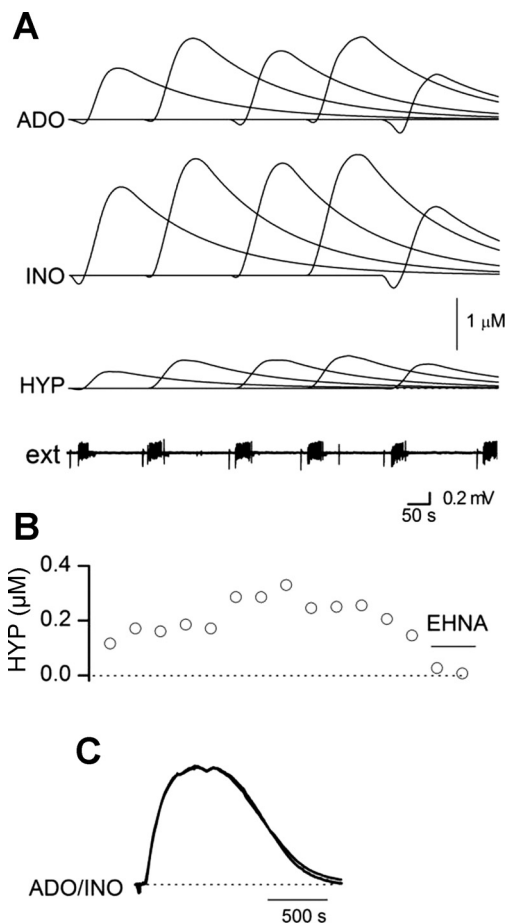 A
ADO
INO
1 μM
HYP
ext
0.2 mV
50 s
B
HYP (μM)
0.4
0.2
0.0
EHNA
C
ADO/INO
500 s